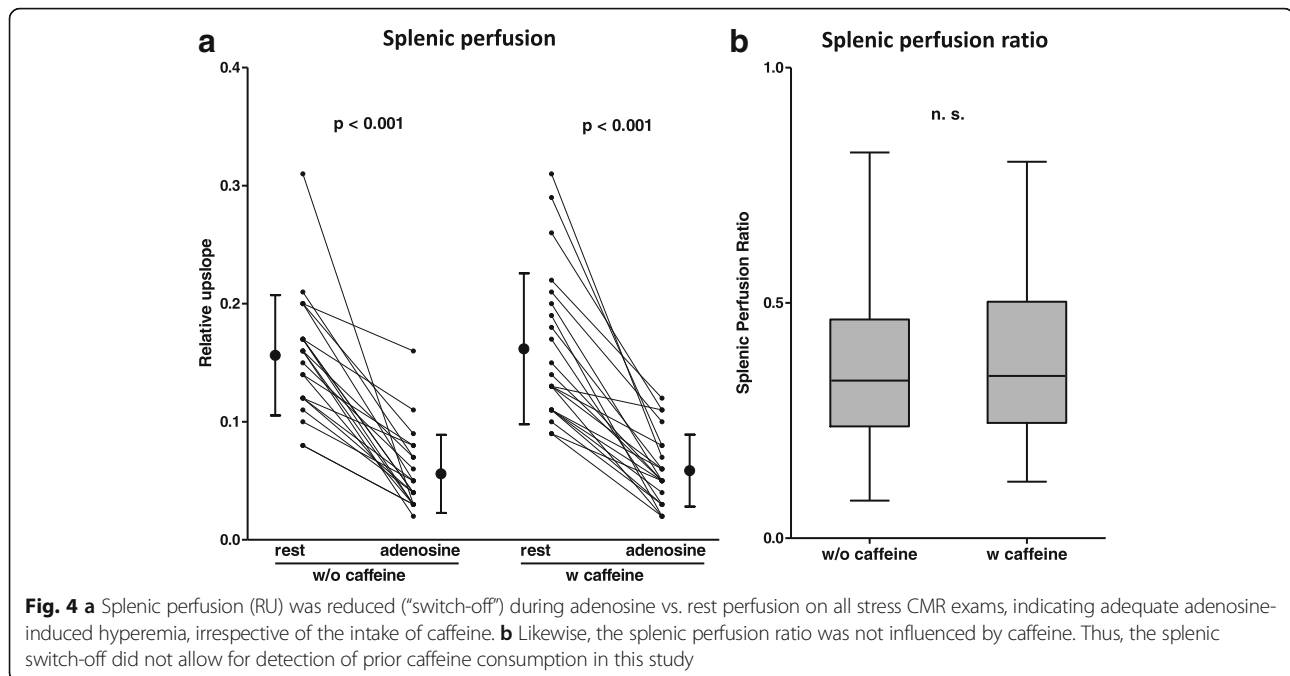 a
Splenic perfusion
0.4
0.3
0.2
0.1
0.0
Relative upslope
p < 0.001
p < 0.001
rest
adenosine
rest
adenosine
w/o caffeine
w caffeine
b
Splenic perfusion ratio
1.0
0.5
0.0
Splenic Perfusion Ratio
n. s.
w/o caffeine
w caffeine
Fig. 4 a Splenic perfusion (RU) was reduced (“switch-off”) during adenosine vs. rest perfusion on all stress CMR exams, indicating adequate adenosine-
induced hyperemia, irrespective of the intake of caffeine. b Likewise, the splenic perfusion ratio was not influenced by caffeine. Thus, the splenic
switch-off did not allow for detection of prior caffeine consumption in this study